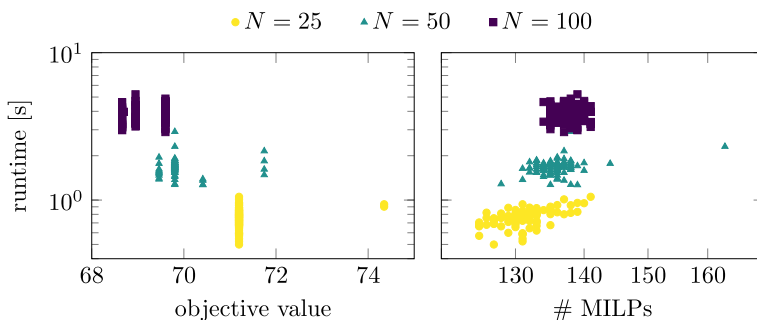 N = 25 N = 50 N = 100
runtime [s]
10^1
10^0
68 70 72 74
130 140 150 160
objective value
# MILPs